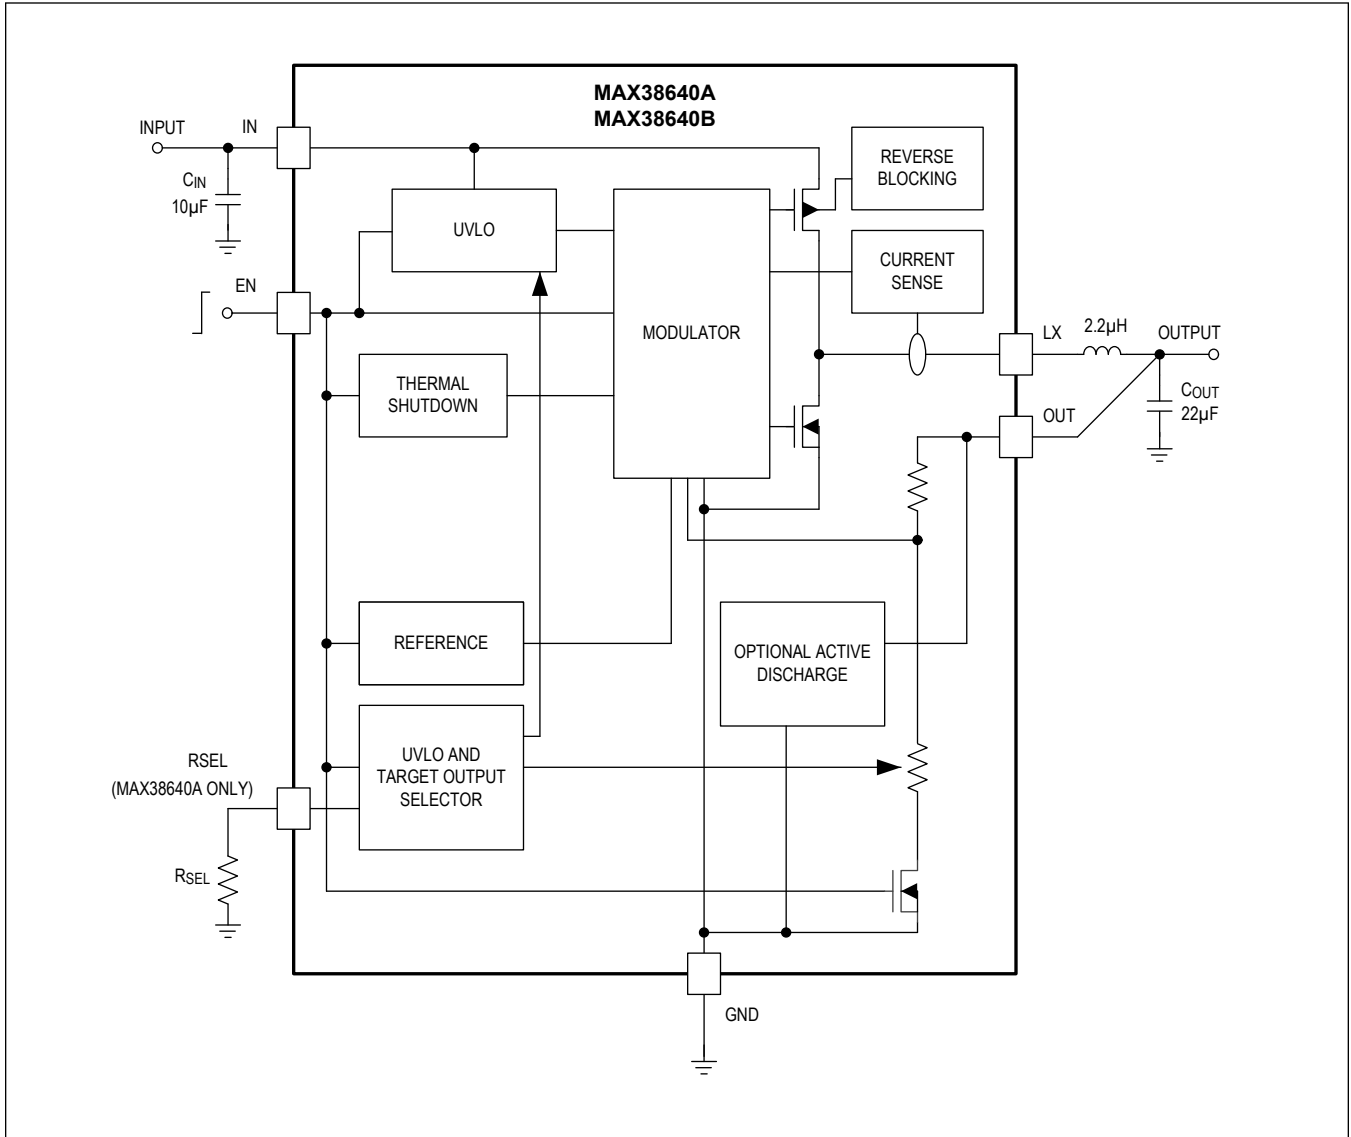 MAX38640A
MAX38640B
INPUT
IN
REVERSE
BLOCKING
CIN
10µF
UVLO
CURRENT
SENSE
EN
MODULATOR
LX
2.2µH
OUTPUT
THERMAL
SHUTDOWN
COUT
22µF
OUT
REFERENCE
OPTIONAL ACTIVE
DISCHARGE
RSEL
(MAX38640A ONLY)
UVLO AND
TARGET OUTPUT
SELECTOR
RSEL
GND